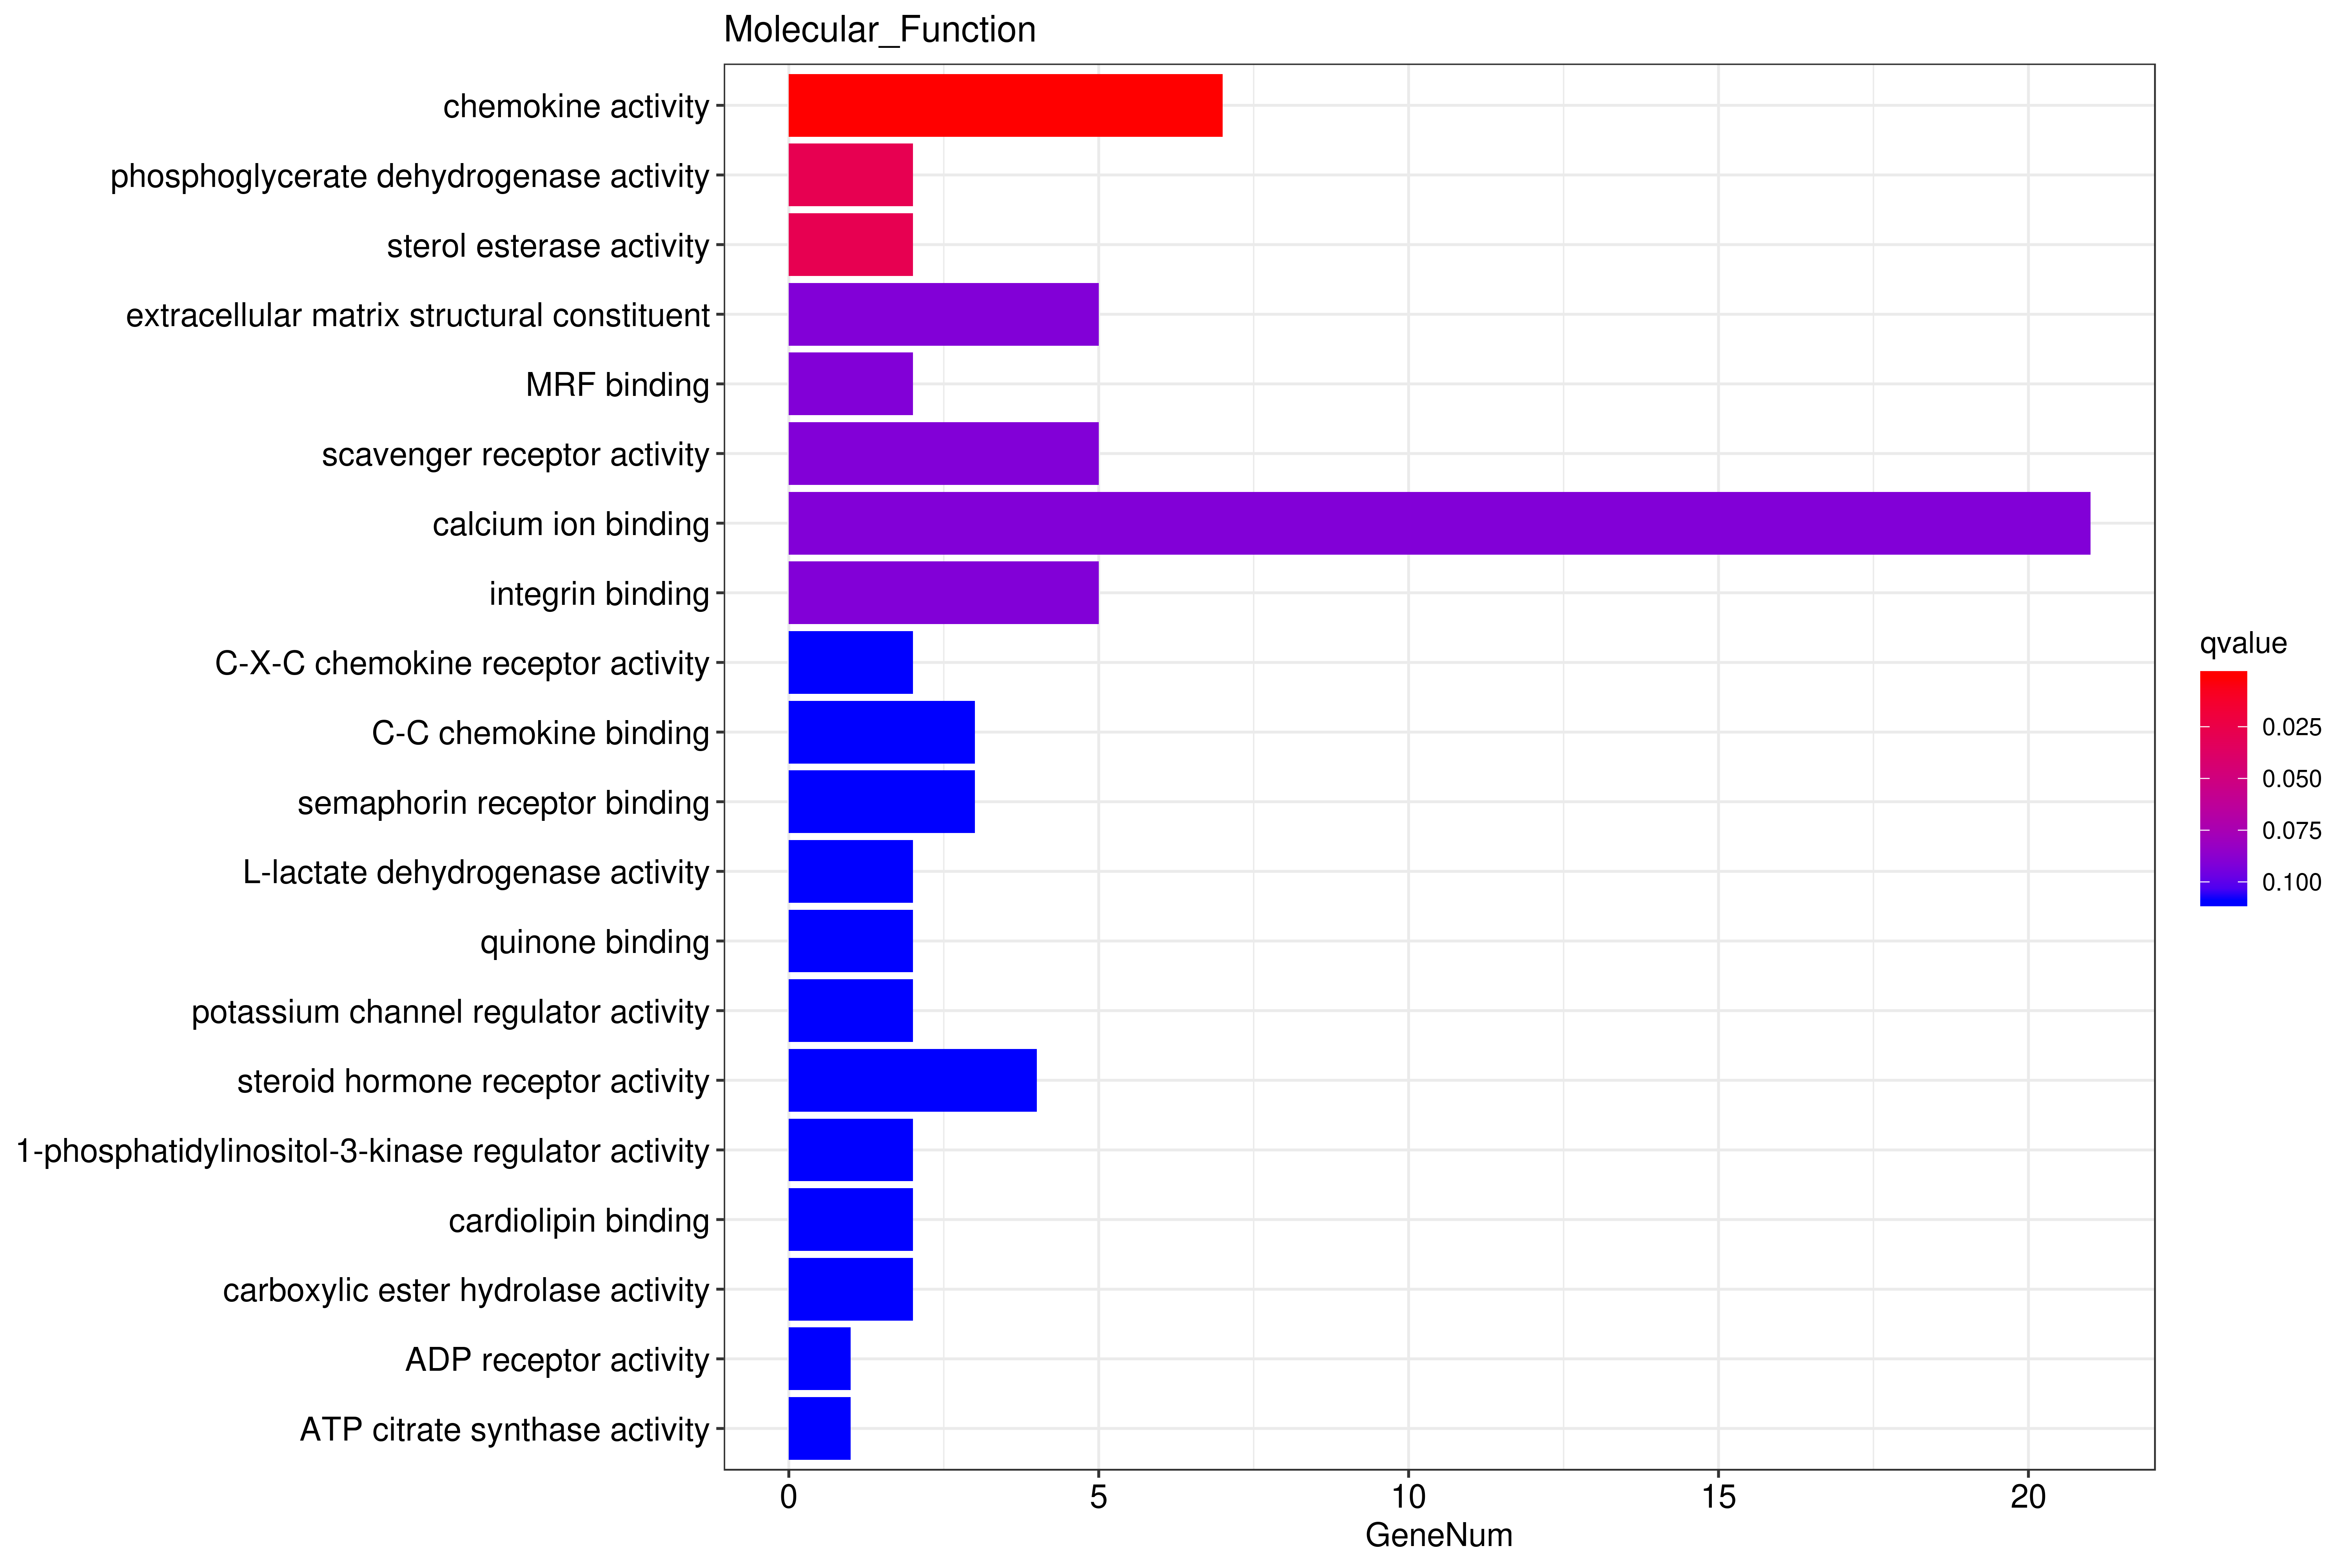 Molecular_Function
chemokine activity
phosphoglycerate dehydrogenase activity
sterol esterase activity
extracellular matrix structural constituent
MRF binding
scavenger receptor activity
calcium ion binding
integrin binding
C-X-C chemokine receptor activity
C-C chemokine binding
semaphorin receptor binding
L-lactate dehydrogenase activity
quinone binding
potassium channel regulator activity
steroid hormone receptor activity
1-phosphatidylinositol-3-kinase regulator activity
cardiolipin binding
carboxylic ester hydrolase activity
ADP receptor activity
ATP citrate synthase activity
0 5 10 15 20
GeneNum
qvalue
0.025
0.050
0.075
0.100